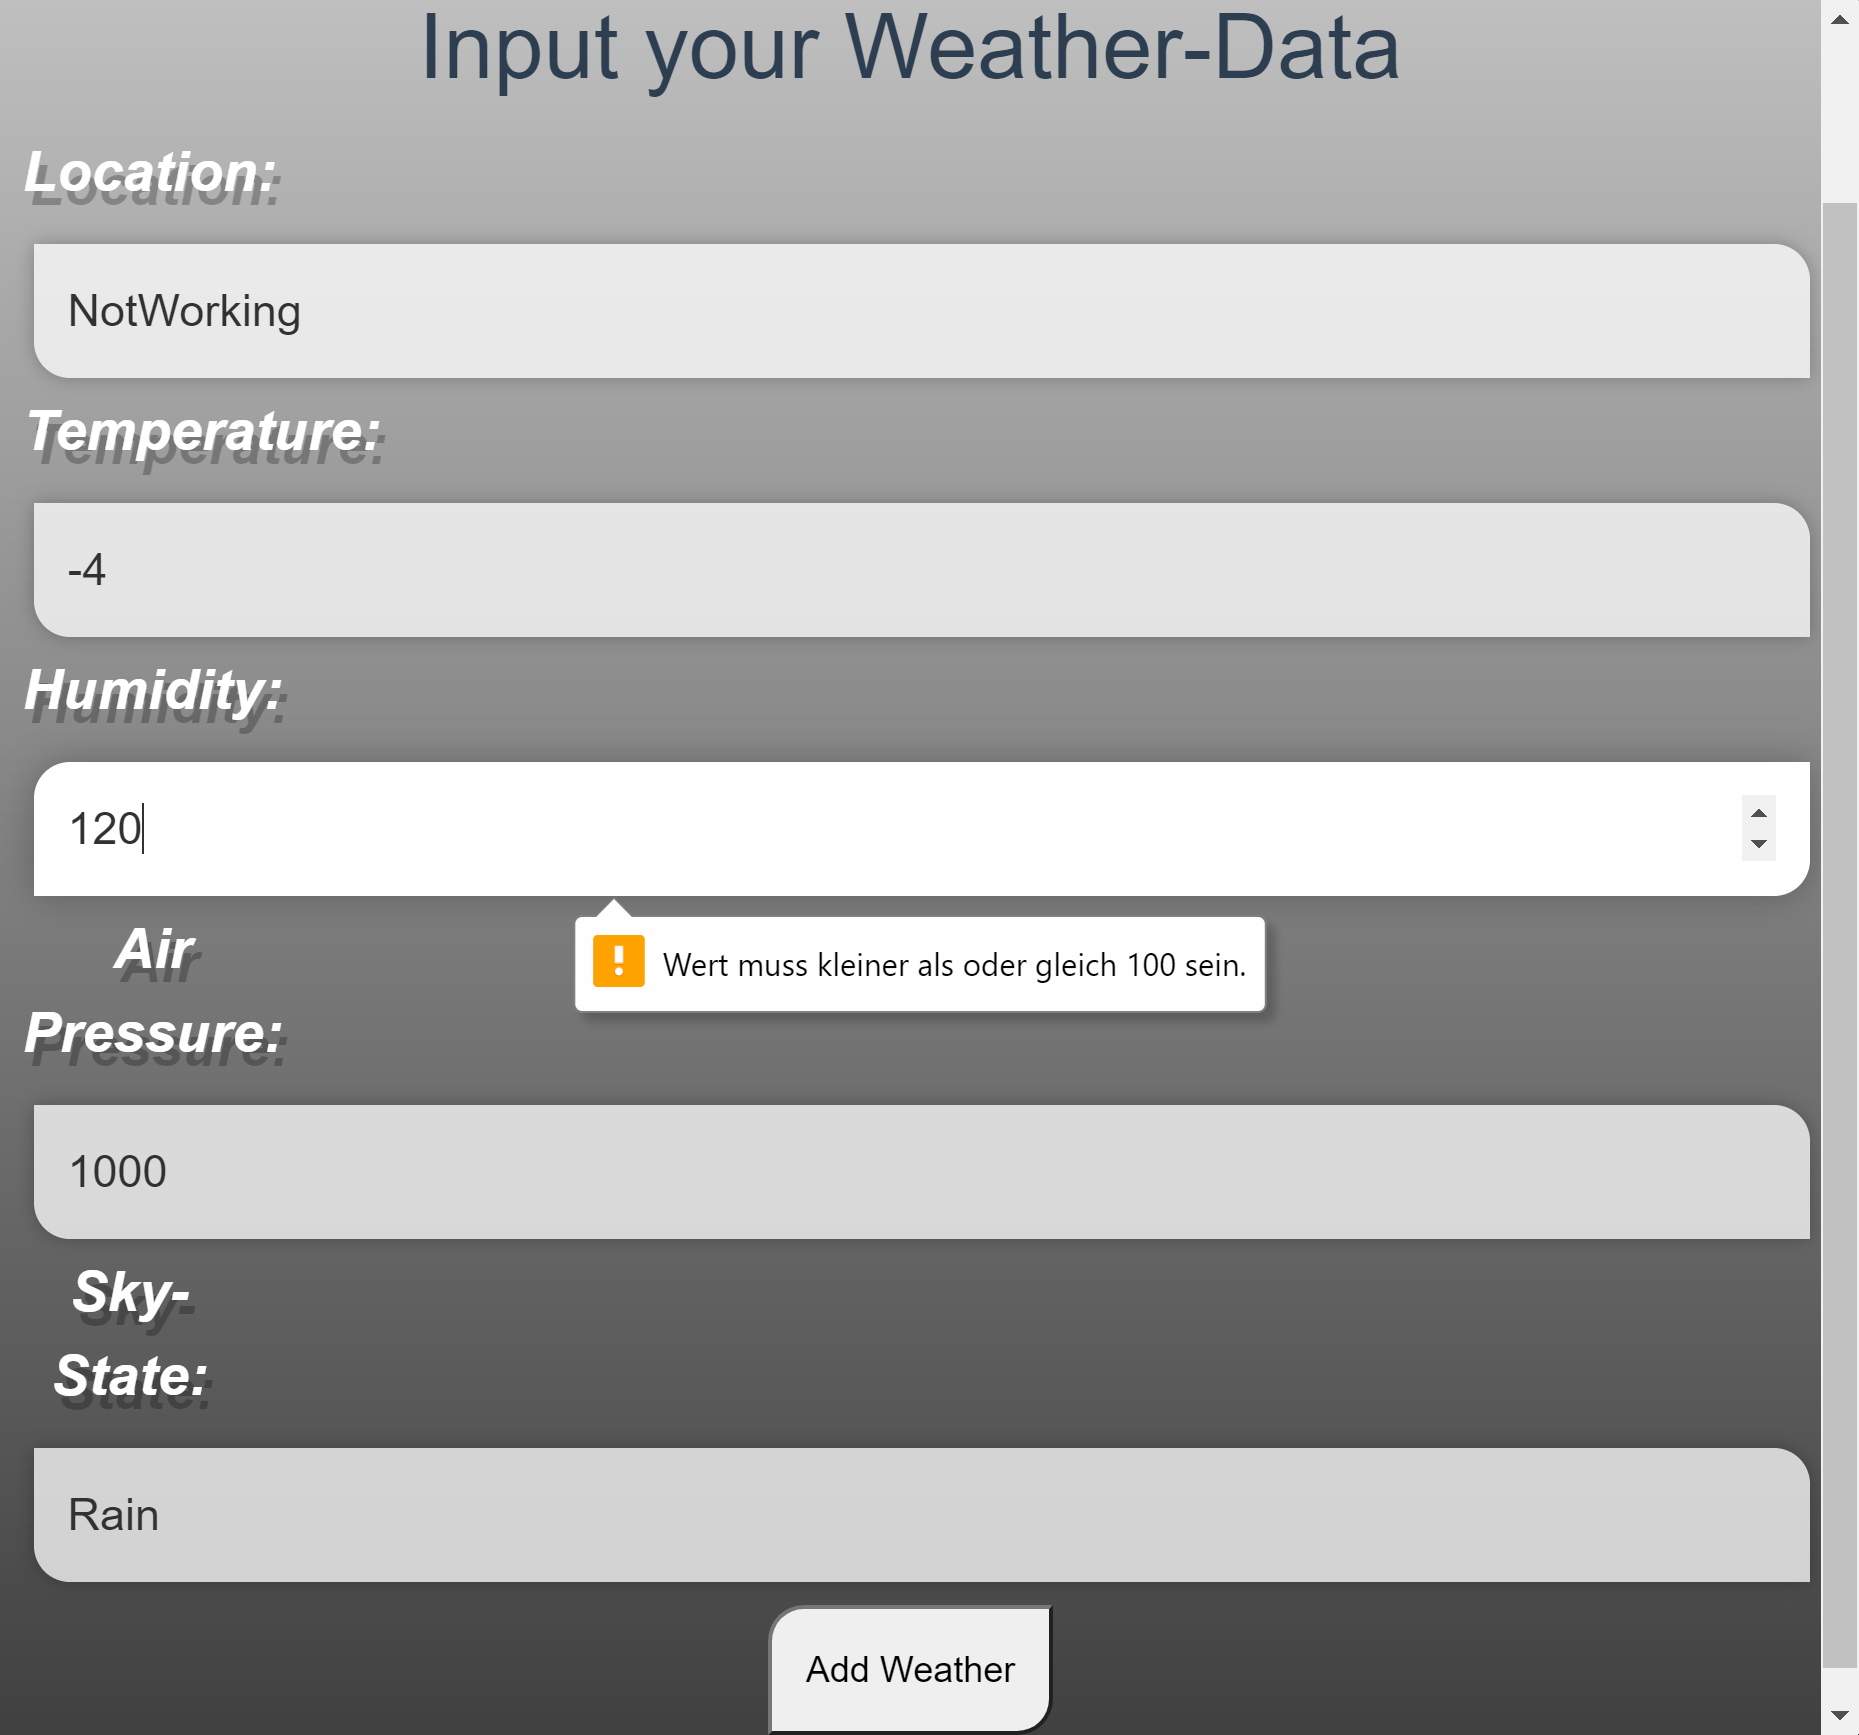 Input your Weather-Data
Location:
NotWorking
Temperature:
-4
Humidity:
120
Wert muss kleiner als oder gleich 100 sein.
Air
Pressure:
1000
Sky-
State:
Rain
Add Weather